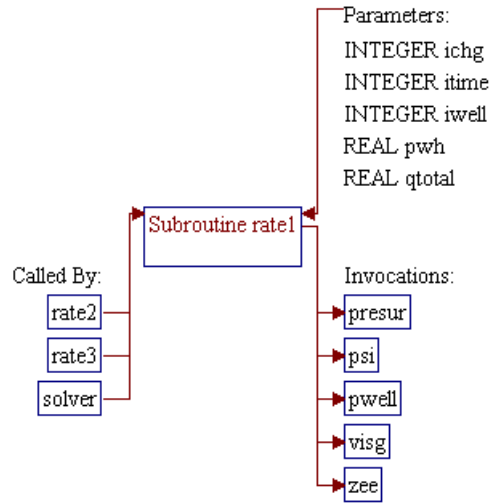 Parameters:
INTEGER ichg
INTEGER itime
INTEGER iwell
REAL pwh
REAL qtotal
Subroutine rate1
Called By:
rate2
rate3
solver
Invocations:
presur
psi
pwell
visg
zee